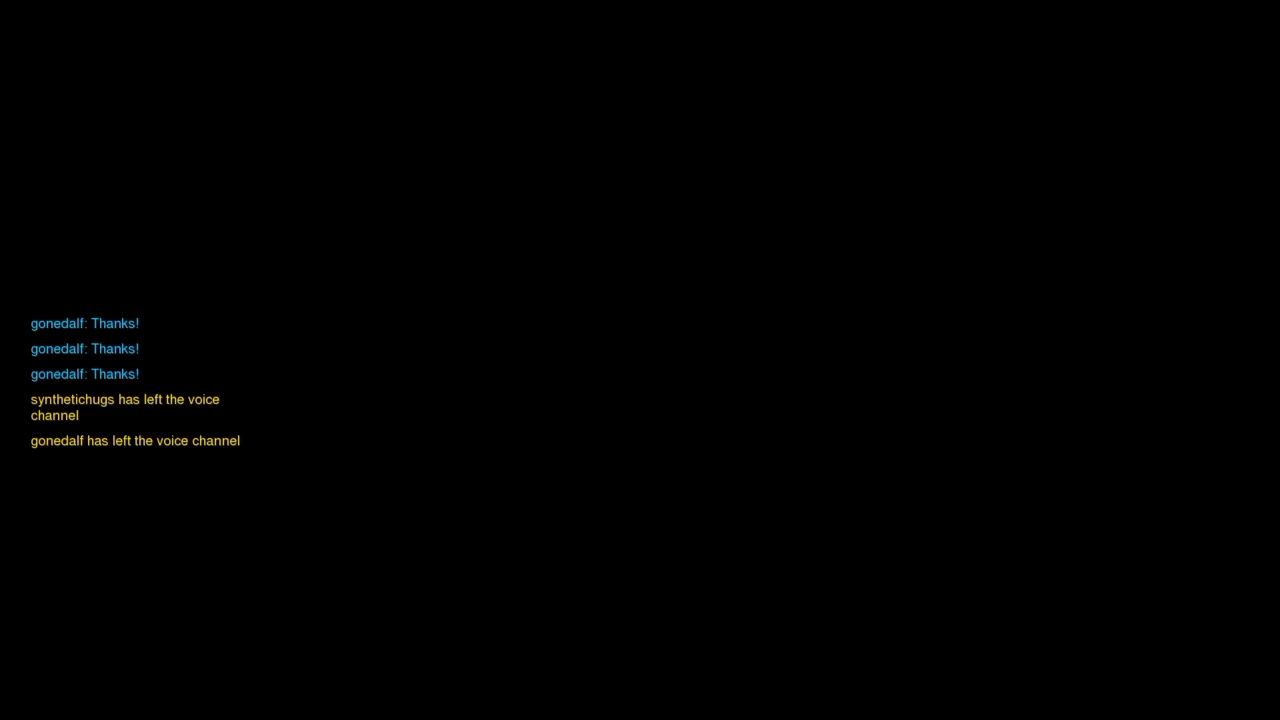 gonedalf: Thanks!
gonedalf: Thanks!
gonedalf: Thanks!
synthetichugs has left the voice
channel
gonedalf has left the voice channel